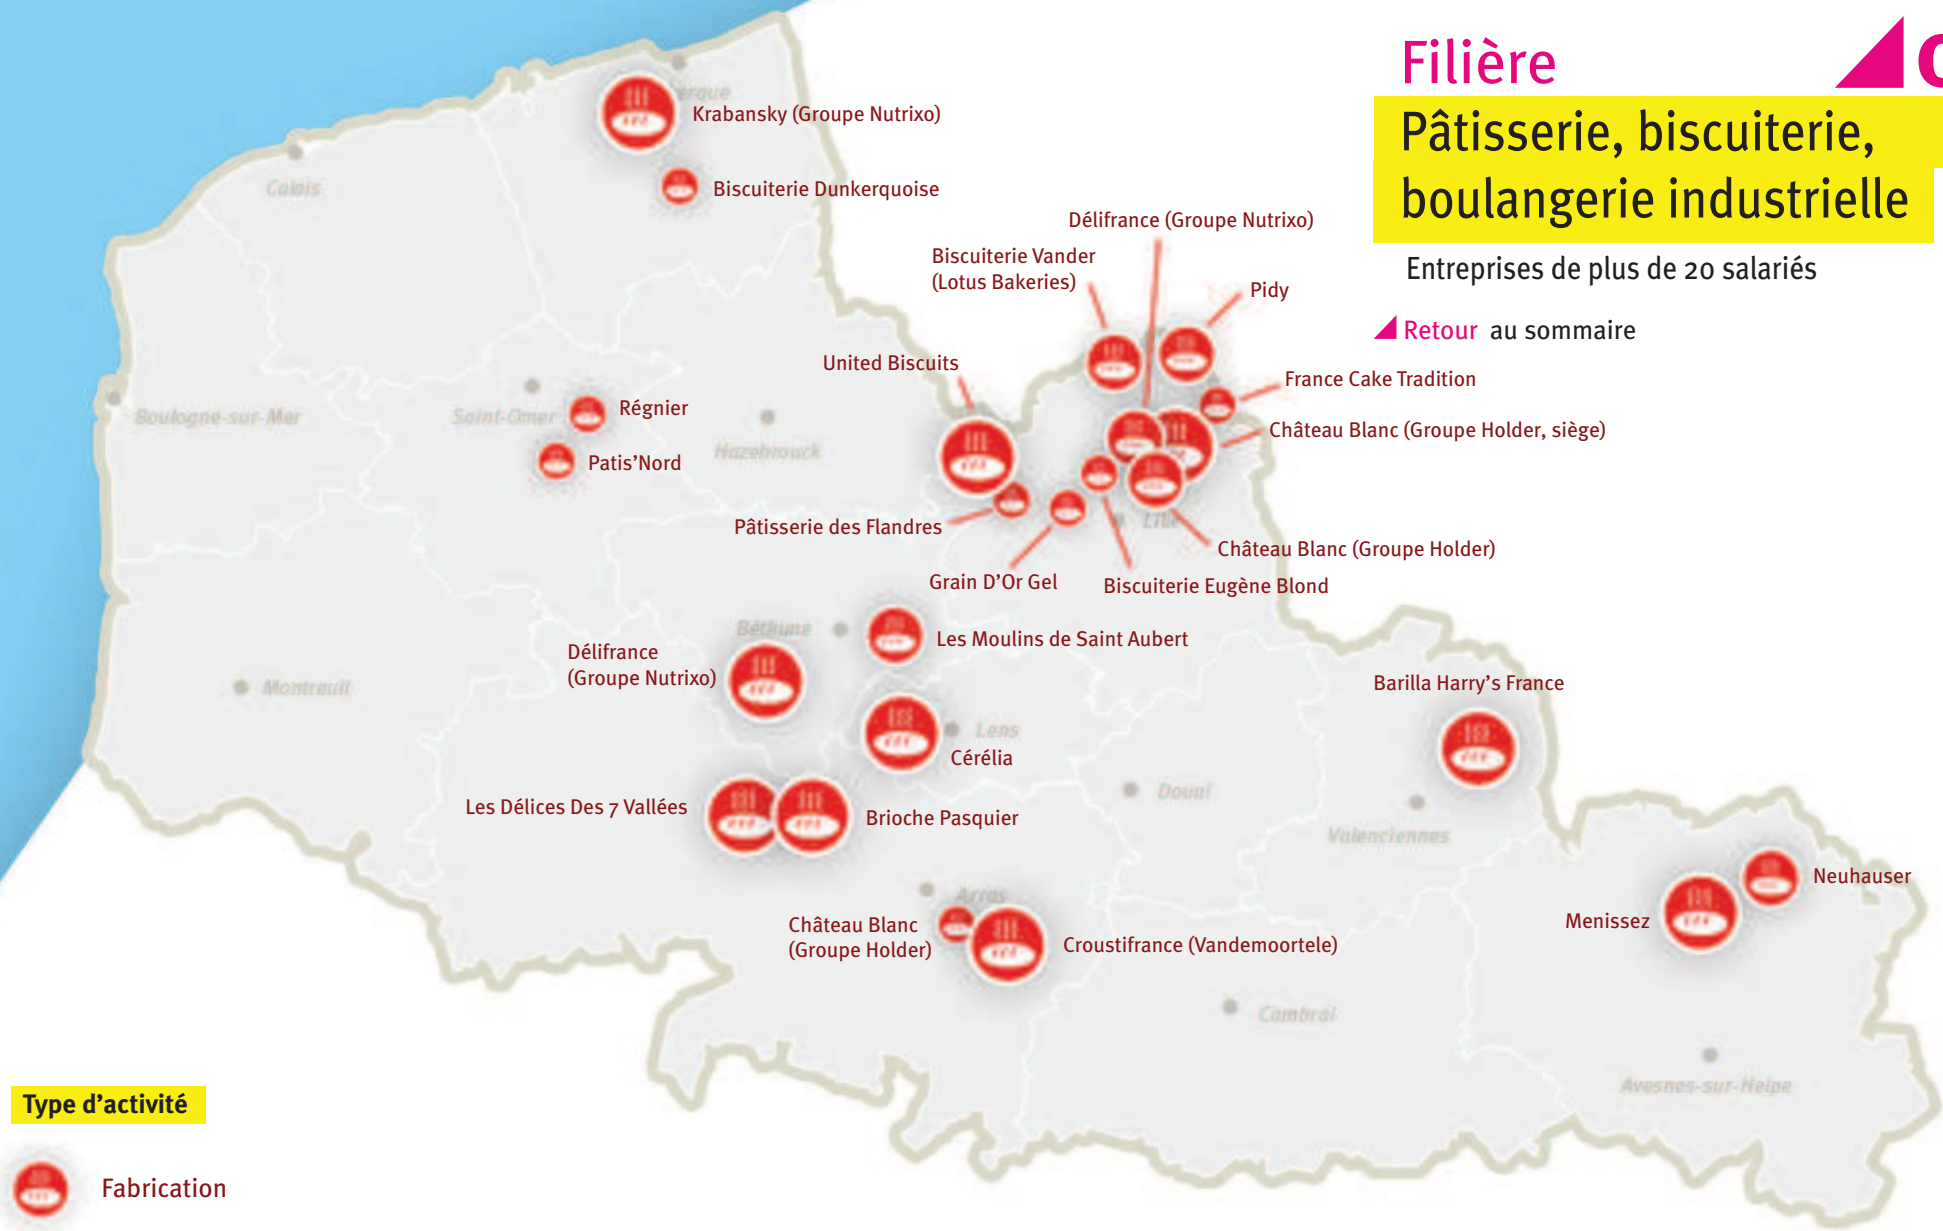 Filière
Pâtisserie, biscuiterie,
boulangerie industrielle
Entreprises de plus de 20 salariés
Retour au sommaire
Krabansky (Groupe Nutrixo)
Calais
Biscuiterie Dunkerquoise
Délifrance (Groupe Nutrixo)
Biscuiterie Vander
(Lotus Bakeries)
Pidy
United Biscuits
France Cake Tradition
Boulogne-sur-Mer
Saint-Omer
Régnier
Hazebrouck
Château Blanc (Groupe Holder, siège)
Patis'Nord
Pâtisserie des Flandres
Lille
Château Blanc (Groupe Holder)
Grain D'Or Gel
Biscuiterie Eugène Blond
Béthune
Les Moulins de Saint Aubert
Délifrance
(Groupe Nutrixo)
Montreuil
Barilla Harry's France
Lens
Cérélia
Douai
Les Délices Des 7 Vallées
Brioche Pasquier
Valenciennes
Arras
Neuhauser
Château Blanc
(Groupe Holder)
Menissez
Croustifrance (Vandemoortele)
Cambrai
Avesnes-sur-Helpe
Type d'activité
Fabrication